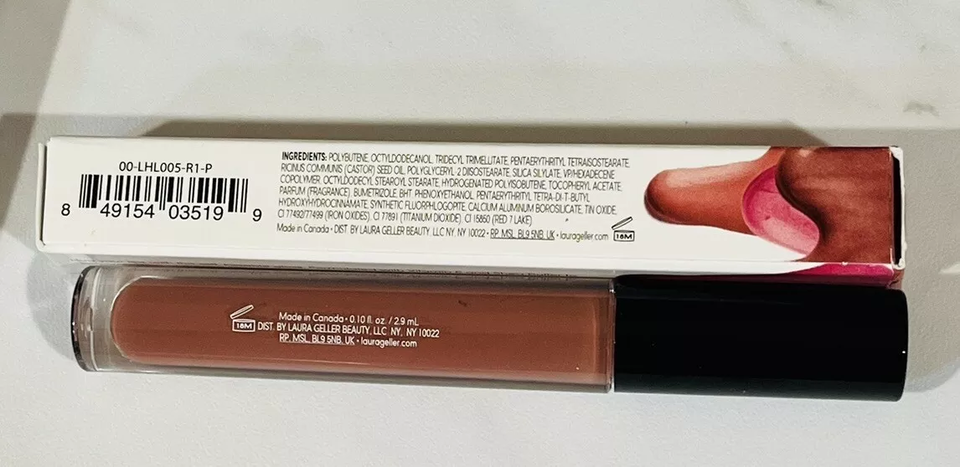 00-LHL005-R1-P
8 49154 03519 9
INGREDIENTS: POLYBUTENE, OCTYLDODECANOL, TRIDECYL TRIMELLITATE, PENTAERYTHRITYL TETRAISOSTEARATE,
RICINUS COMMUNIS (CASTOR) SEED OIL, POLYGLYCERYL 2 DIISOSTEARATE, SILICA SILYLATE, VP/HEXADECENE
COPOLYMER, OCTYLDODECYL STEAROYL STEARATE, HYDROGENATED POLYISOBUTENE, TOCOPHERYL ACETATE,
PARFUM (FRAGRANCE), BUMETRIZOLE, BHT, PHENOXYETHANOL, PENTAERYTHRITYL TETRA-DI-T-BUTYL
HYDROXYHYDROCINNAMATE, SYNTHETIC FLUORPHLOGOPITE, CALCIUM ALUMINUM BOROSILICATE, TIN OXIDE,
CI 77492/77499 (IRON OXIDES), CI 77891 (TITANIUM DIOXIDE), CI 15850 (RED 7 LAKE)
Made in Canada • DIST. BY LAURA GELLER BEAUTY, LLC NY, NY 10022 • RP. MSL, BL9 5NB, UK • laurageller.com 18M
Made in Canada • 0.10 fl. oz. / 2.9 mL
18M DIST. BY LAURA GELLER BEAUTY, LLC NY, NY 10022
RP. MSL, BL9 5NB, UK • laurageller.com